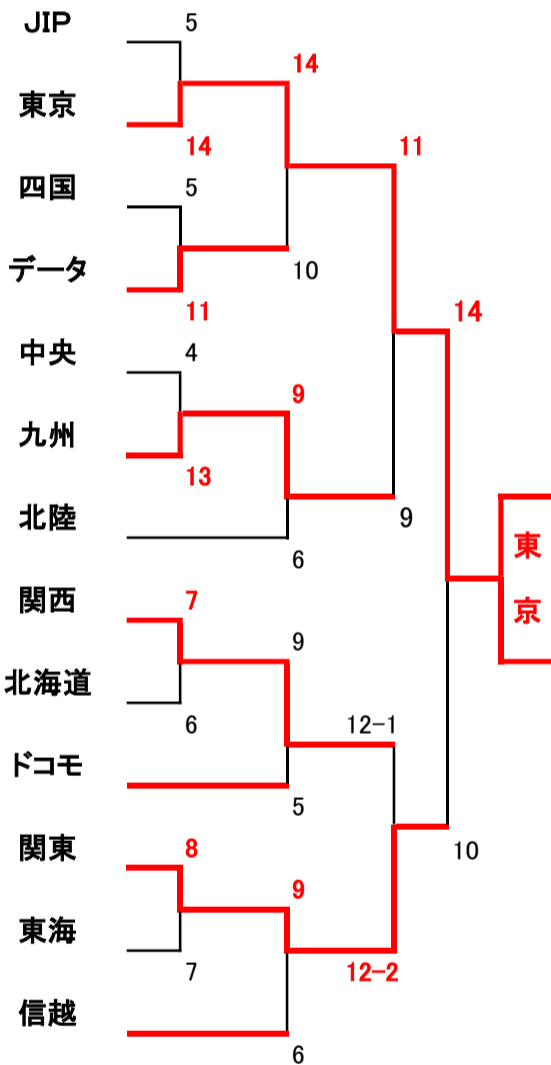 JIP
5
14
東京
14
11
四国
5
データ
10
11
14
中央
4
9
九州
13
北陸
9
6
東
京
関西
7
9
北海道
6
12-1
ドコモ
5
関東
8
10
9
東海
7
12-2
信越
6